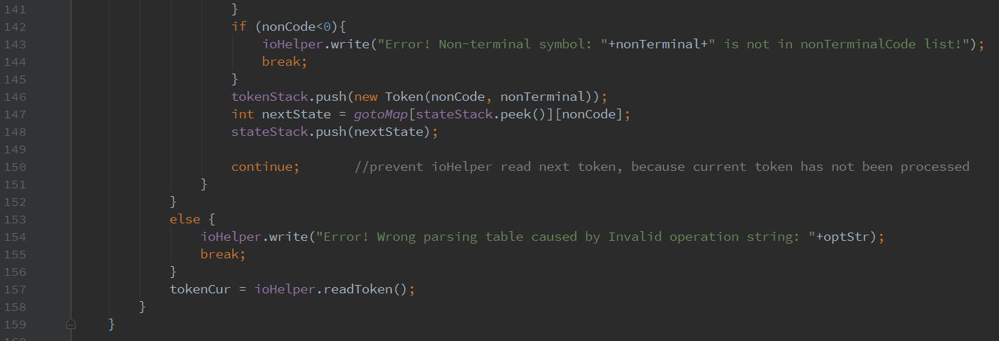 141                         }
142                         if (nonCode<0){
143                             ioHelper.write("Error! Non-terminal symbol: "+nonTerminal+" is not in nonTerminalCode list!");
144                             break;
145                         }
146                         tokenStack.push(new Token(nonCode, nonTerminal));
147                         int nextState = gotoMap[stateStack.peek()][nonCode];
148                         stateStack.push(nextState);
149
150                         continue;       //prevent ioHelper read next token, because current token has not been processed
151                     }
152                 }
153                 else {
154                     ioHelper.write("Error! Wrong parsing table caused by Invalid operation string: "+optStr);
155                     break;
156                 }
157                 tokenCur = ioHelper.readToken();
158             }
159         }